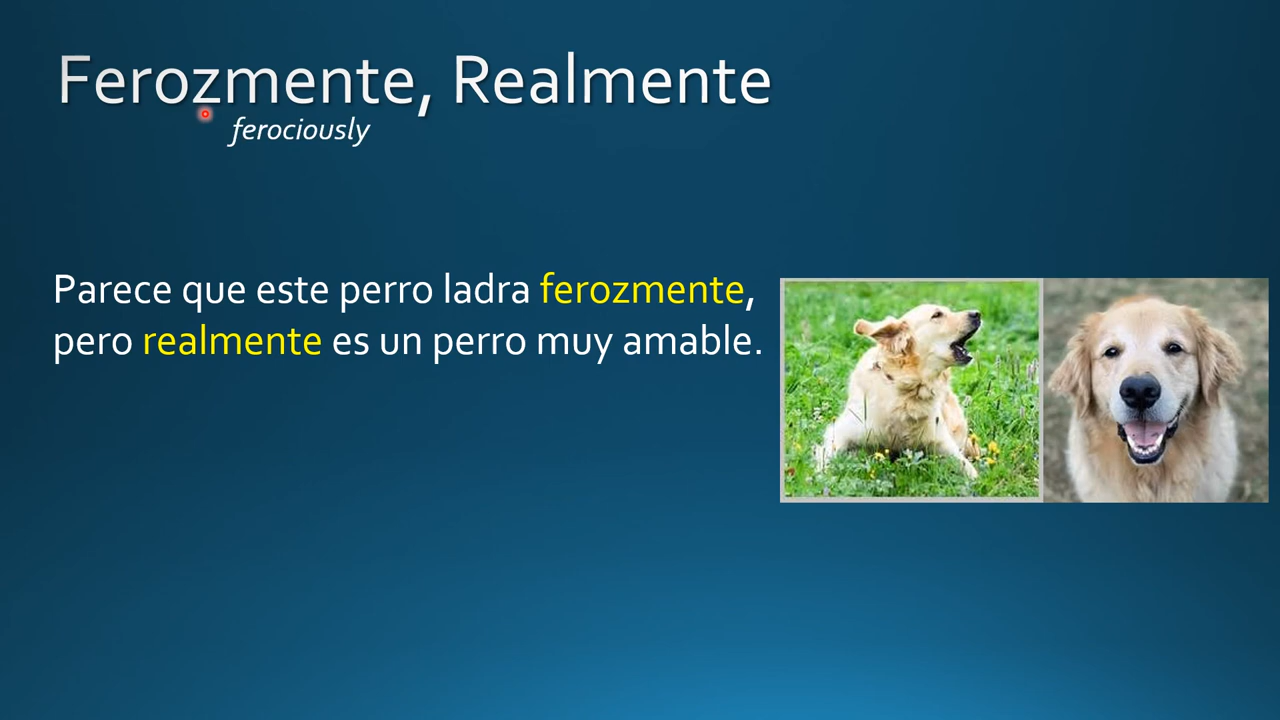 Ferozmente, Realmente
ferociously
Parece que este perro ladra ferozmente,
pero realmente es un perro muy amable.